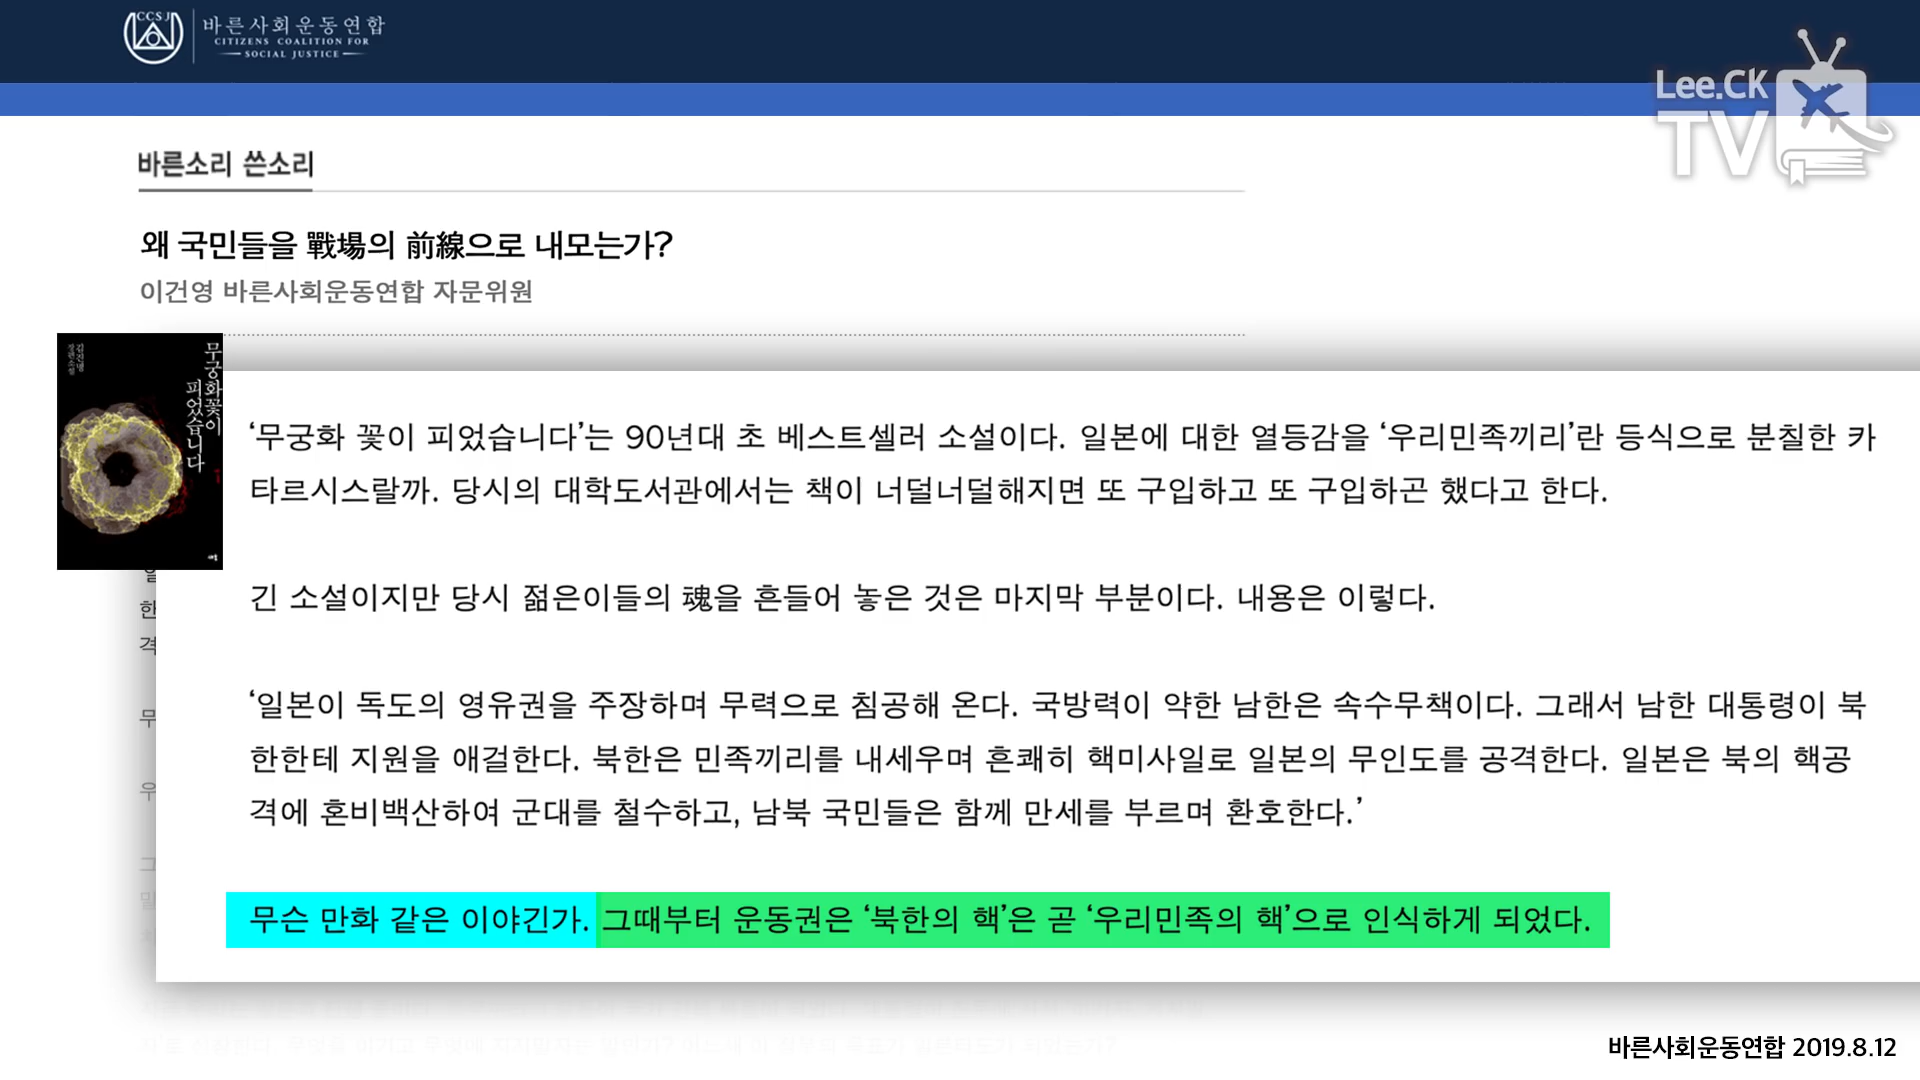 CCSJ
바른사회운동연합
CITIZENS COALITION FOR
SOCIAL JUSTICE
Lee.CK
TV
바른소리 쓴소리
왜 국민들을 戰場의 前線으로 내모는가?
이건영 바른사회운동연합 자문위원
무궁화꽃이
피었습니다
김진명
장편소설
새움
‘무궁화 꽃이 피었습니다’는 90년대 초 베스트셀러 소설이다. 일본에 대한 열등감을 ‘우리민족끼리’란 등식으로 분칠한 카
타르시스랄까. 당시의 대학도서관에서는 책이 너덜너덜해지면 또 구입하고 또 구입하곤 했다고 한다.
긴 소설이지만 당시 젊은이들의 魂을 흔들어 놓은 것은 마지막 부분이다. 내용은 이렇다.
‘일본이 독도의 영유권을 주장하며 무력으로 침공해 온다. 국방력이 약한 남한은 속수무책이다. 그래서 남한 대통령이 북
한한테 지원을 애걸한다. 북한은 민족끼리를 내세우며 흔쾌히 핵미사일로 일본의 무인도를 공격한다. 일본은 북의 핵공
격에 혼비백산하여 군대를 철수하고, 남북 국민들은 함께 만세를 부르며 환호한다.’
무슨 만화 같은 이야긴가. 그때부터 운동권은 ‘북한의 핵’은 곧 ‘우리민족의 핵’으로 인식하게 되었다.
한
격
무
우
그
바른사회운동연합 2019.8.12